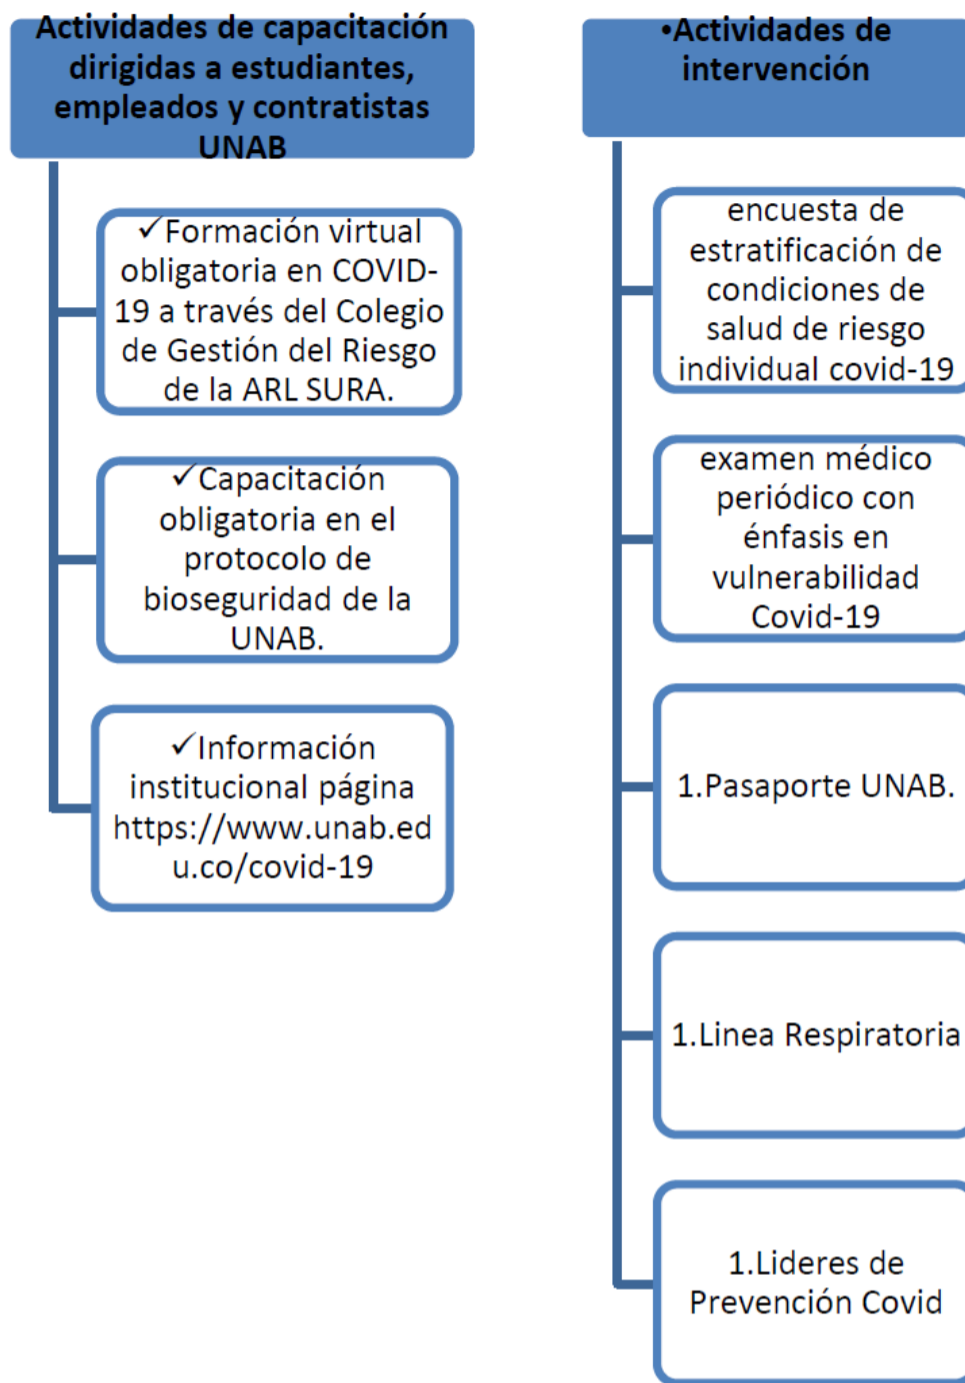 Actividades de capacitación
dirigidas a estudiantes,
empleados y contratistas
UNAB
✓Formación virtual
obligatoria en COVID-
19 a través del Colegio
de Gestión del Riesgo
de la ARL SURA.
✓Capacitación
obligatoria en el
protocolo de
bioseguridad de la
UNAB.
✓Información
institucional página
https://www.unab.ed
u.co/covid-19
•Actividades de
intervención
encuesta de
estratificación de
condiciones de
salud de riesgo
individual covid-19
examen médico
periódico con
énfasis en
vulnerabilidad
Covid-19
1.Pasaporte UNAB.
1.Linea Respiratoria
1.Lideres de
Prevención Covid